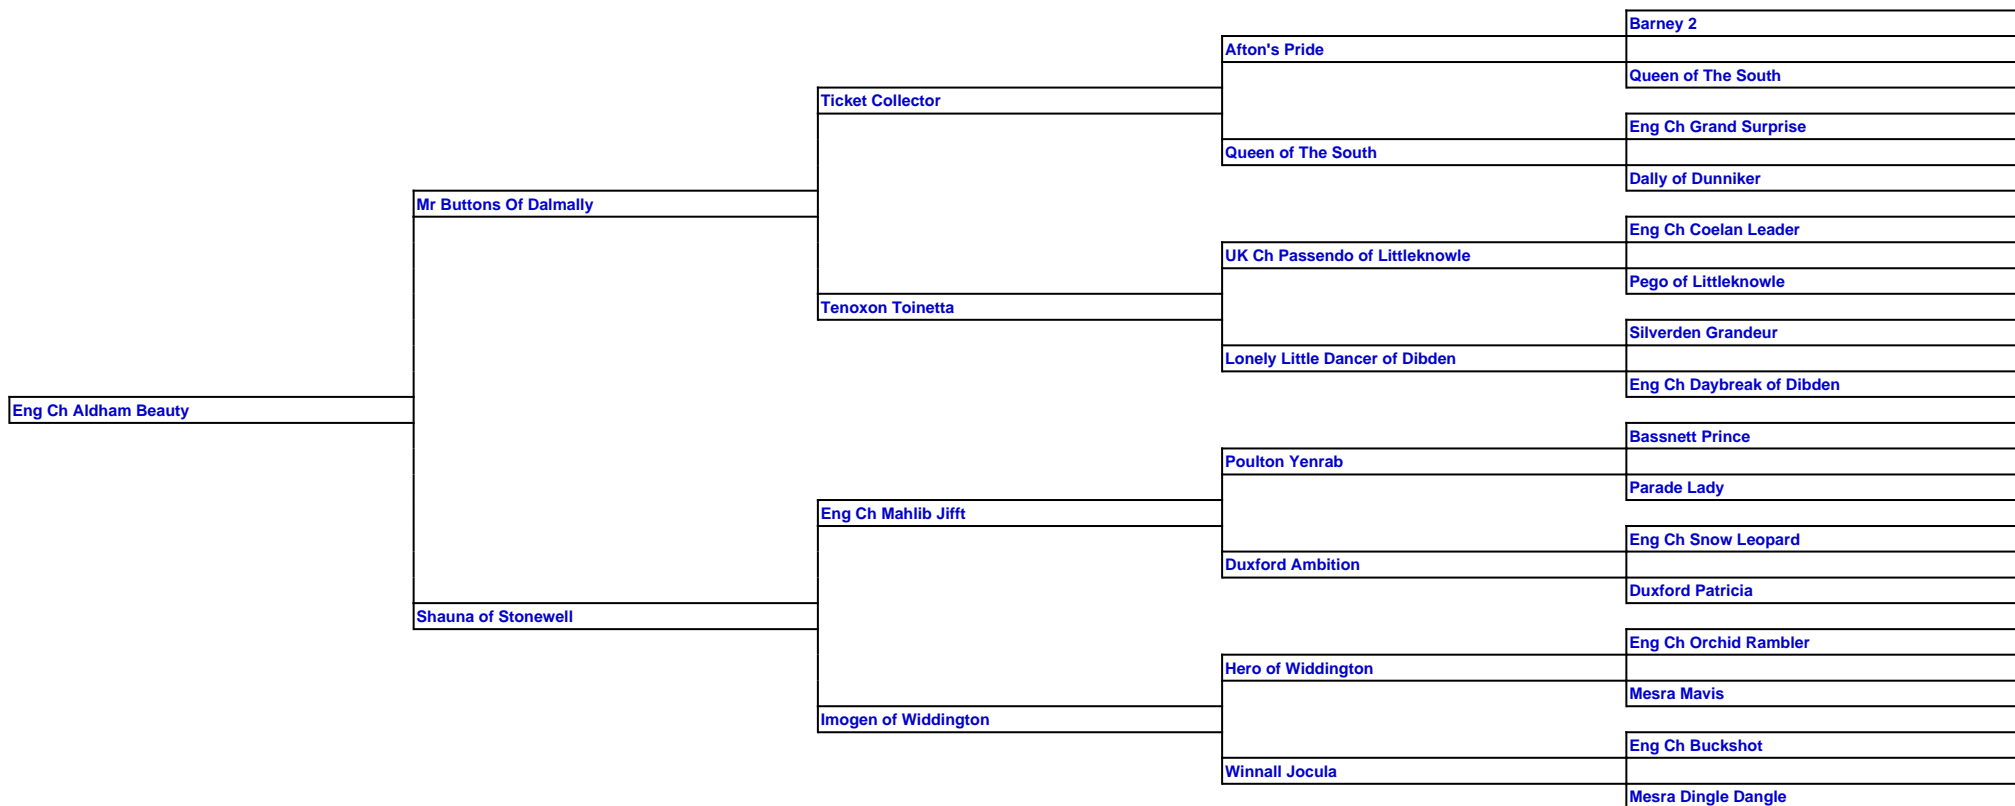 Barney 2
Afton's Pride
Queen of The South
Ticket Collector
Eng Ch Grand Surprise
Queen of The South
Dally of Dunniker
Mr Buttons Of Dalmally
Eng Ch Coelan Leader
UK Ch Passendo of Littleknowle
Pego of Littleknowle
Tenoxon Toinetta
Silverden Grandeur
Lonely Little Dancer of Dibden
Eng Ch Daybreak of Dibden
Eng Ch Aldham Beauty
Bassnett Prince
Poulton Yenrab
Parade Lady
Eng Ch Mahlib Jifft
Eng Ch Snow Leopard
Duxford Ambition
Duxford Patricia
Shauna of Stonewell
Eng Ch Orchid Rambler
Hero of Widdington
Mesra Mavis
Imogen of Widdington
Eng Ch Buckshot
Winnall Jocula
Mesra Dingle Dangle